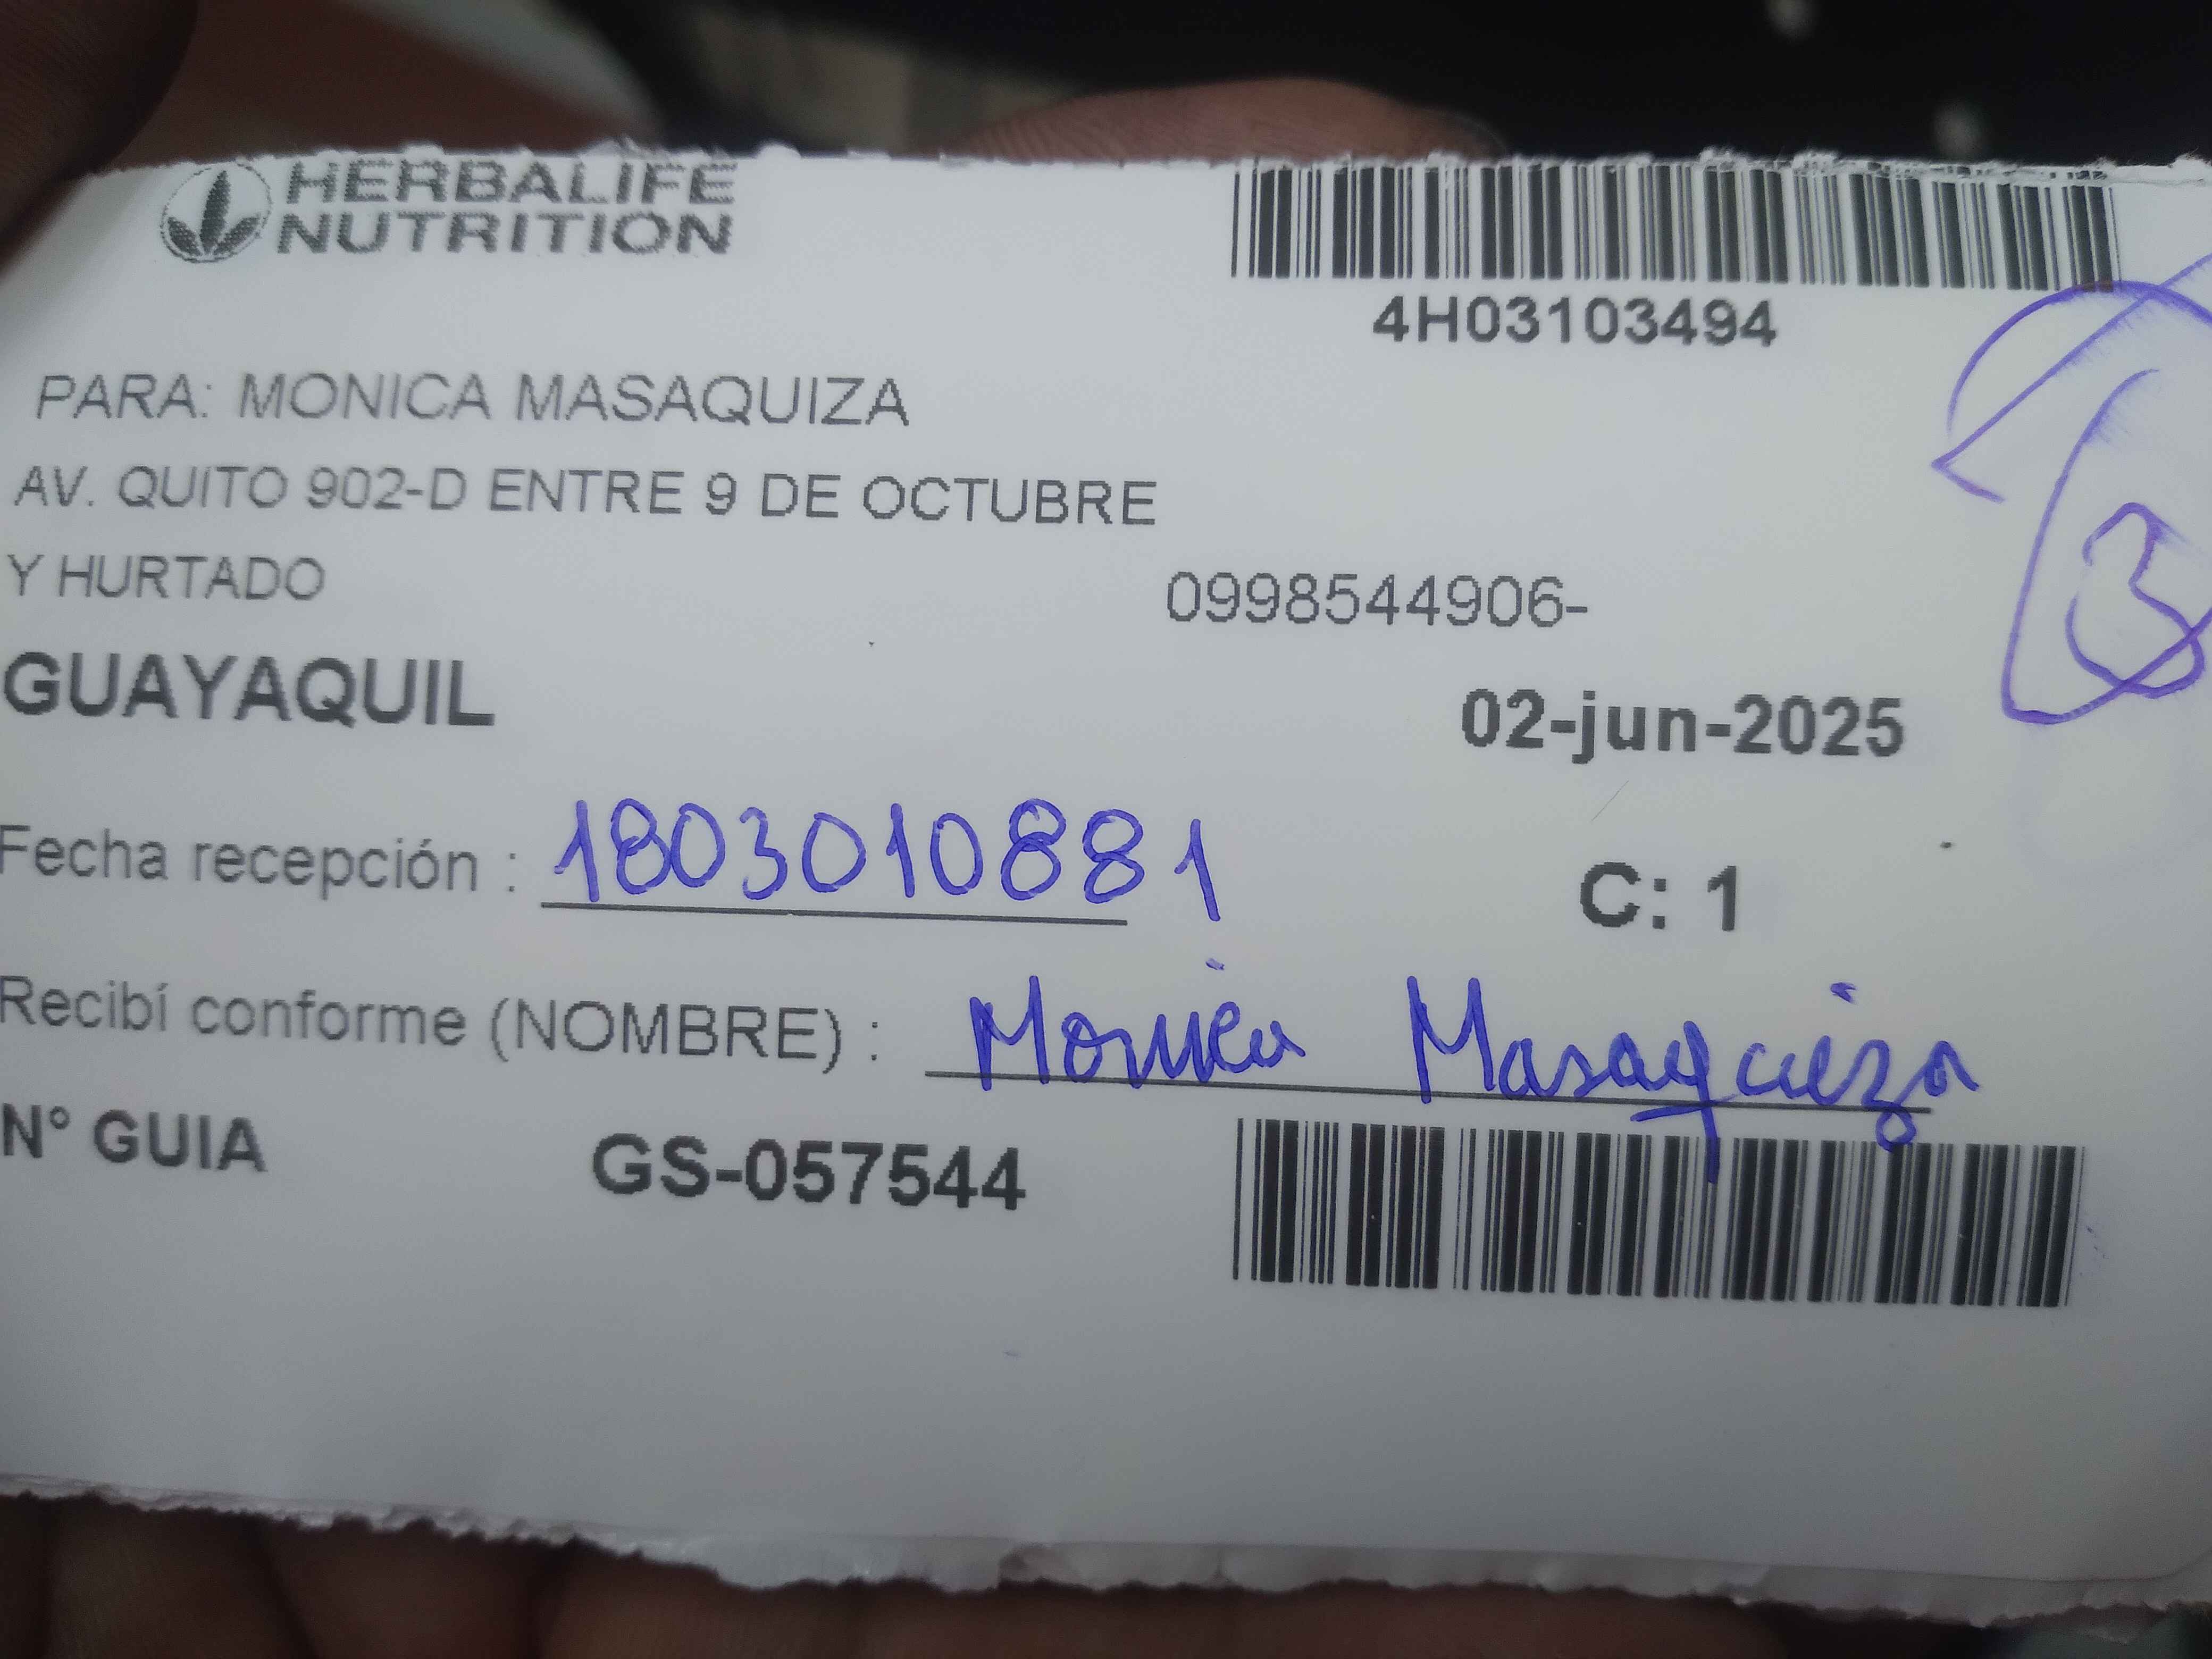 HERBALIFE
NUTRITION
4H03103494
PARA: MONICA MASAQUIZA
AV. QUITO 902-D ENTRE 9 DE OCTUBRE
Y HURTADO
0998544906-
GUAYAQUIL
02-jun-2025
Fecha recepción : 1803010881
C: 1
Recibí conforme (NOMBRE) : Monica Masaquiza
N° GUIA GS-057544